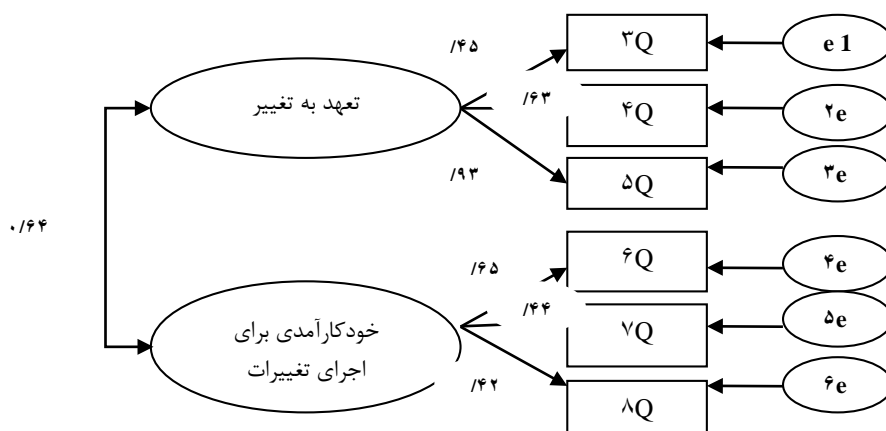 /۴۵
۳Q
e 1
تعهد به تغییر
/۶۳
۴Q
۲e
/۹۳
۵Q
۳e
۰/۶۴
/۶۵
۶Q
۴e
/۴۴
۷Q
۵e
خودکارآمدی برای
اجرای تغییرات
/۴۲
۸Q
۶e